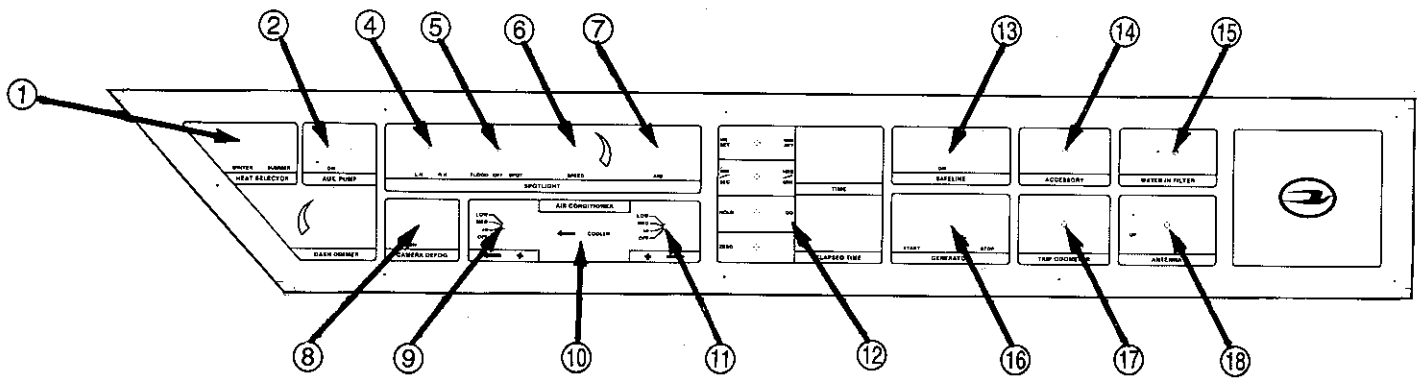 1
2
4
5
6
7
13
14
15
WINTER SUMMER
HEAT SELECTOR
ON
AUX. PUMP
L.H. R.H. FLOOD OFF SPOT SPEED
SPOTLIGHT
TIME
ON
SAFELINE
ACCESSORY
WATER IN FILTER
DASH DIMMER
CAMERA DEFOG
AIR CONDITIONER
LOW
MED
HI
OFF
COOLER
LOW
MED
HI
OFF
HOLD GO
ZERO
ELAPSED TIME
START STOP
GENERATOR
TRIP ODOMETER
UP
ANTENNA
8
9
10
11
12
16
17
18